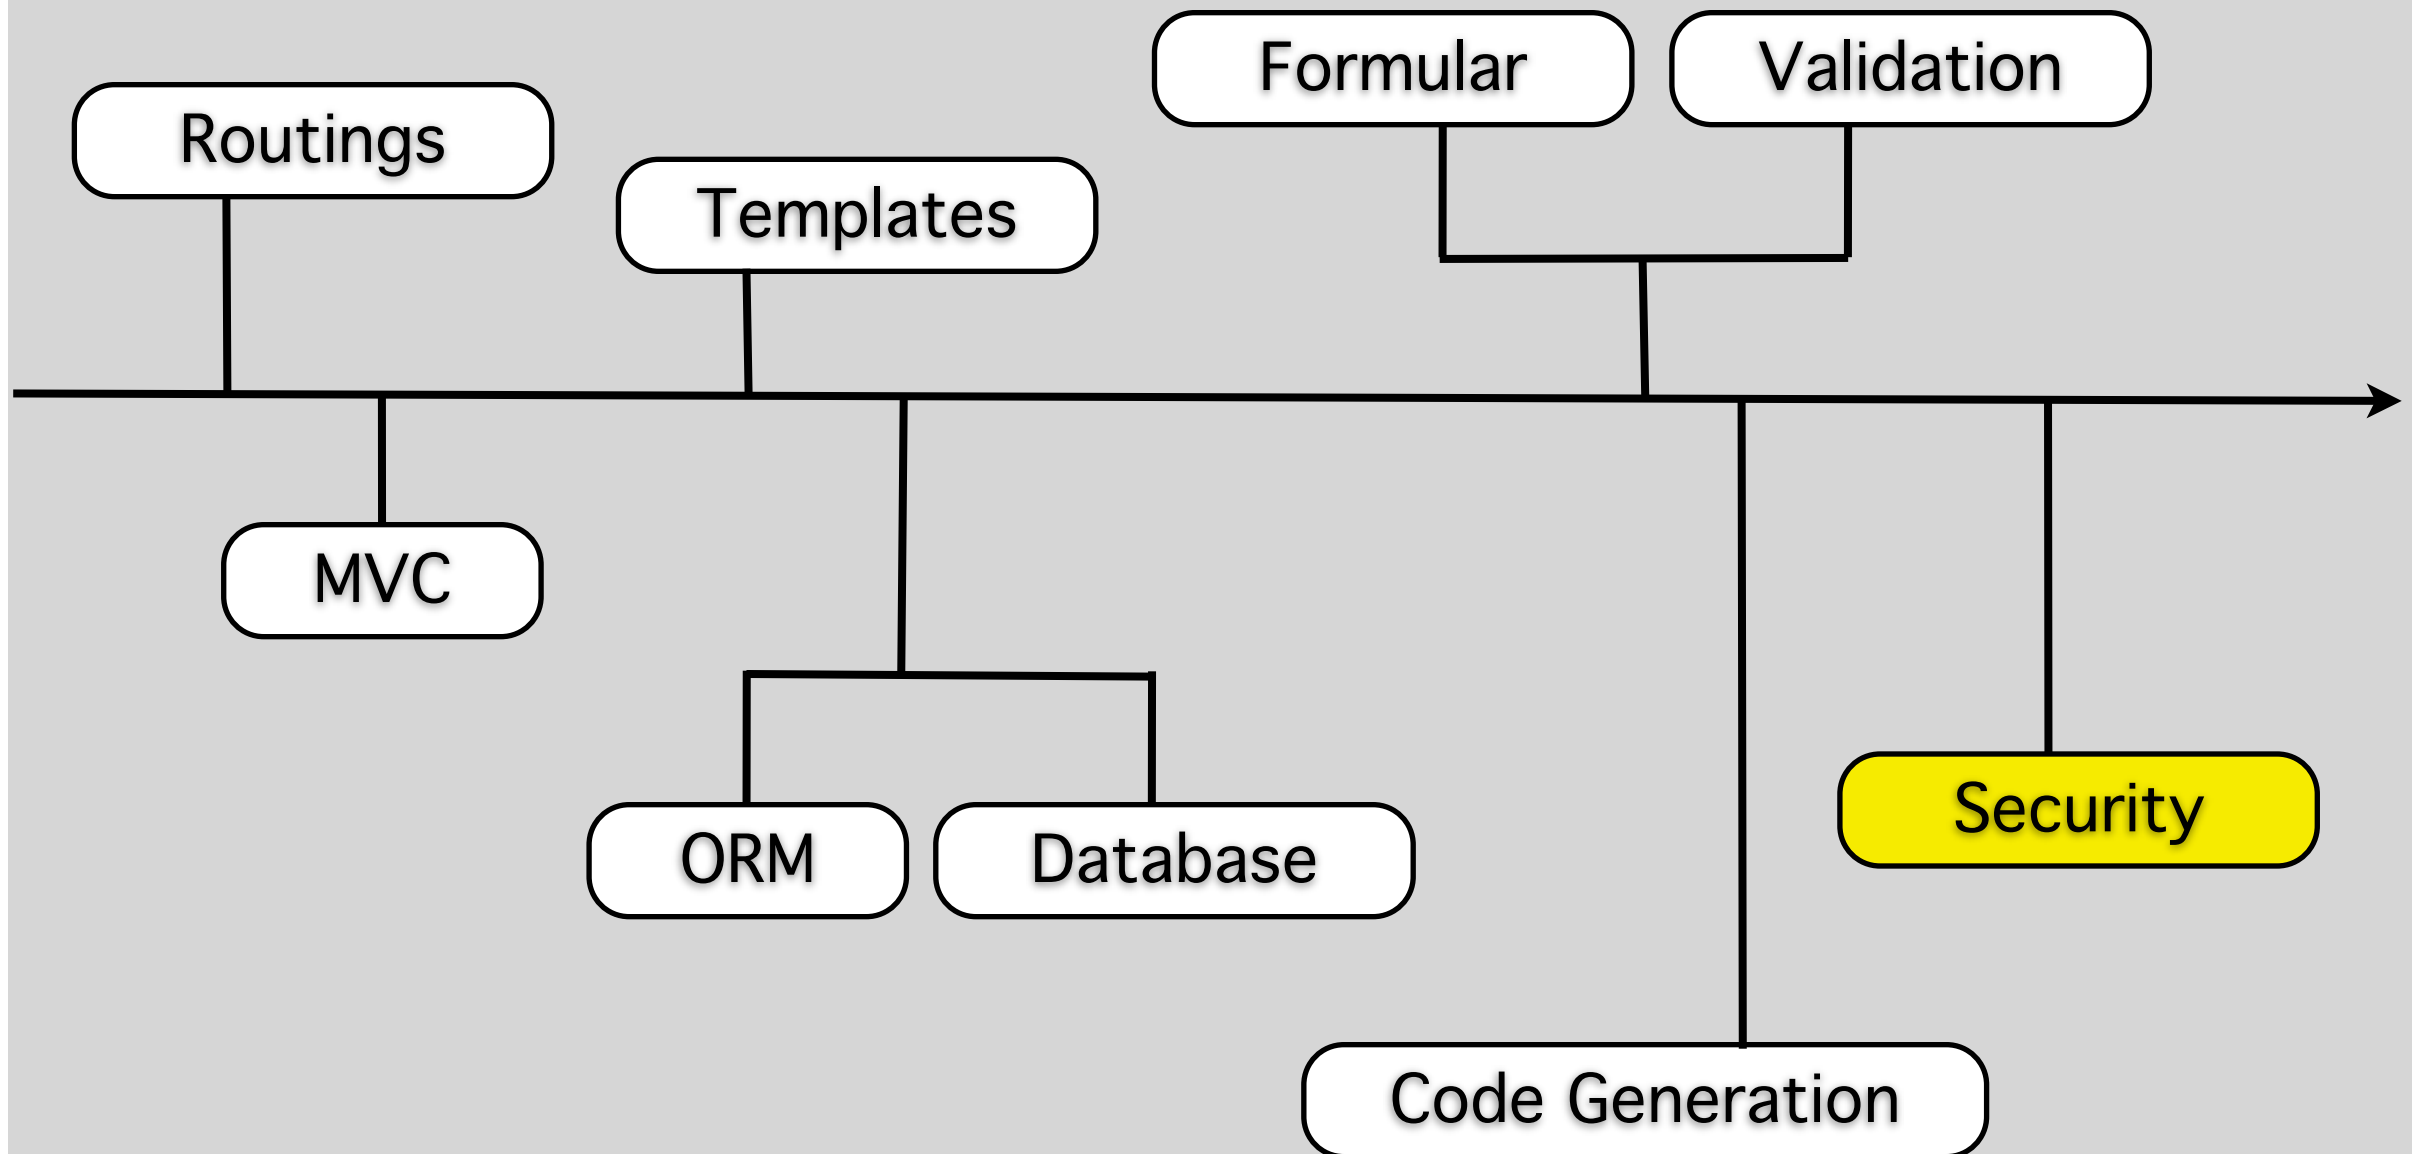 Formular
Validation
Routings
Templates
MVC
ORM
Database
Security
Code Generation